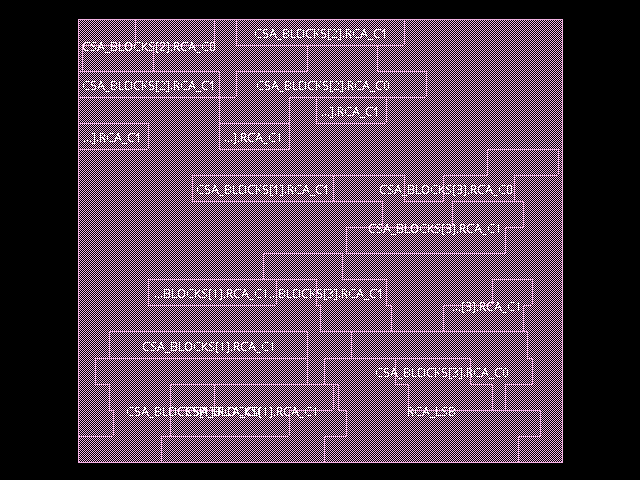 CSA_BLOCKS[2].RCA_C1
CSA_BLOCKS[2].RCA_C0
CSA_BLOCKS[2].RCA_C1
CSA_BLOCKS[2].RCA_C0
...].RCA_C1
...].RCA_C1
...].RCA_C1
CSA_BLOCKS[1].RCA_C1
CSA_BLOCKS[3].RCA_C0
CSA_BLOCKS[3].RCA_C1
...BLOCKS[1].RCA_C1
...BLOCKS[3].RCA_C1
...[3].RCA_C1
CSA_BLOCKS[1].RCA_C1
CSA_BLOCKS[3].RCA_C0
RCA_LSB